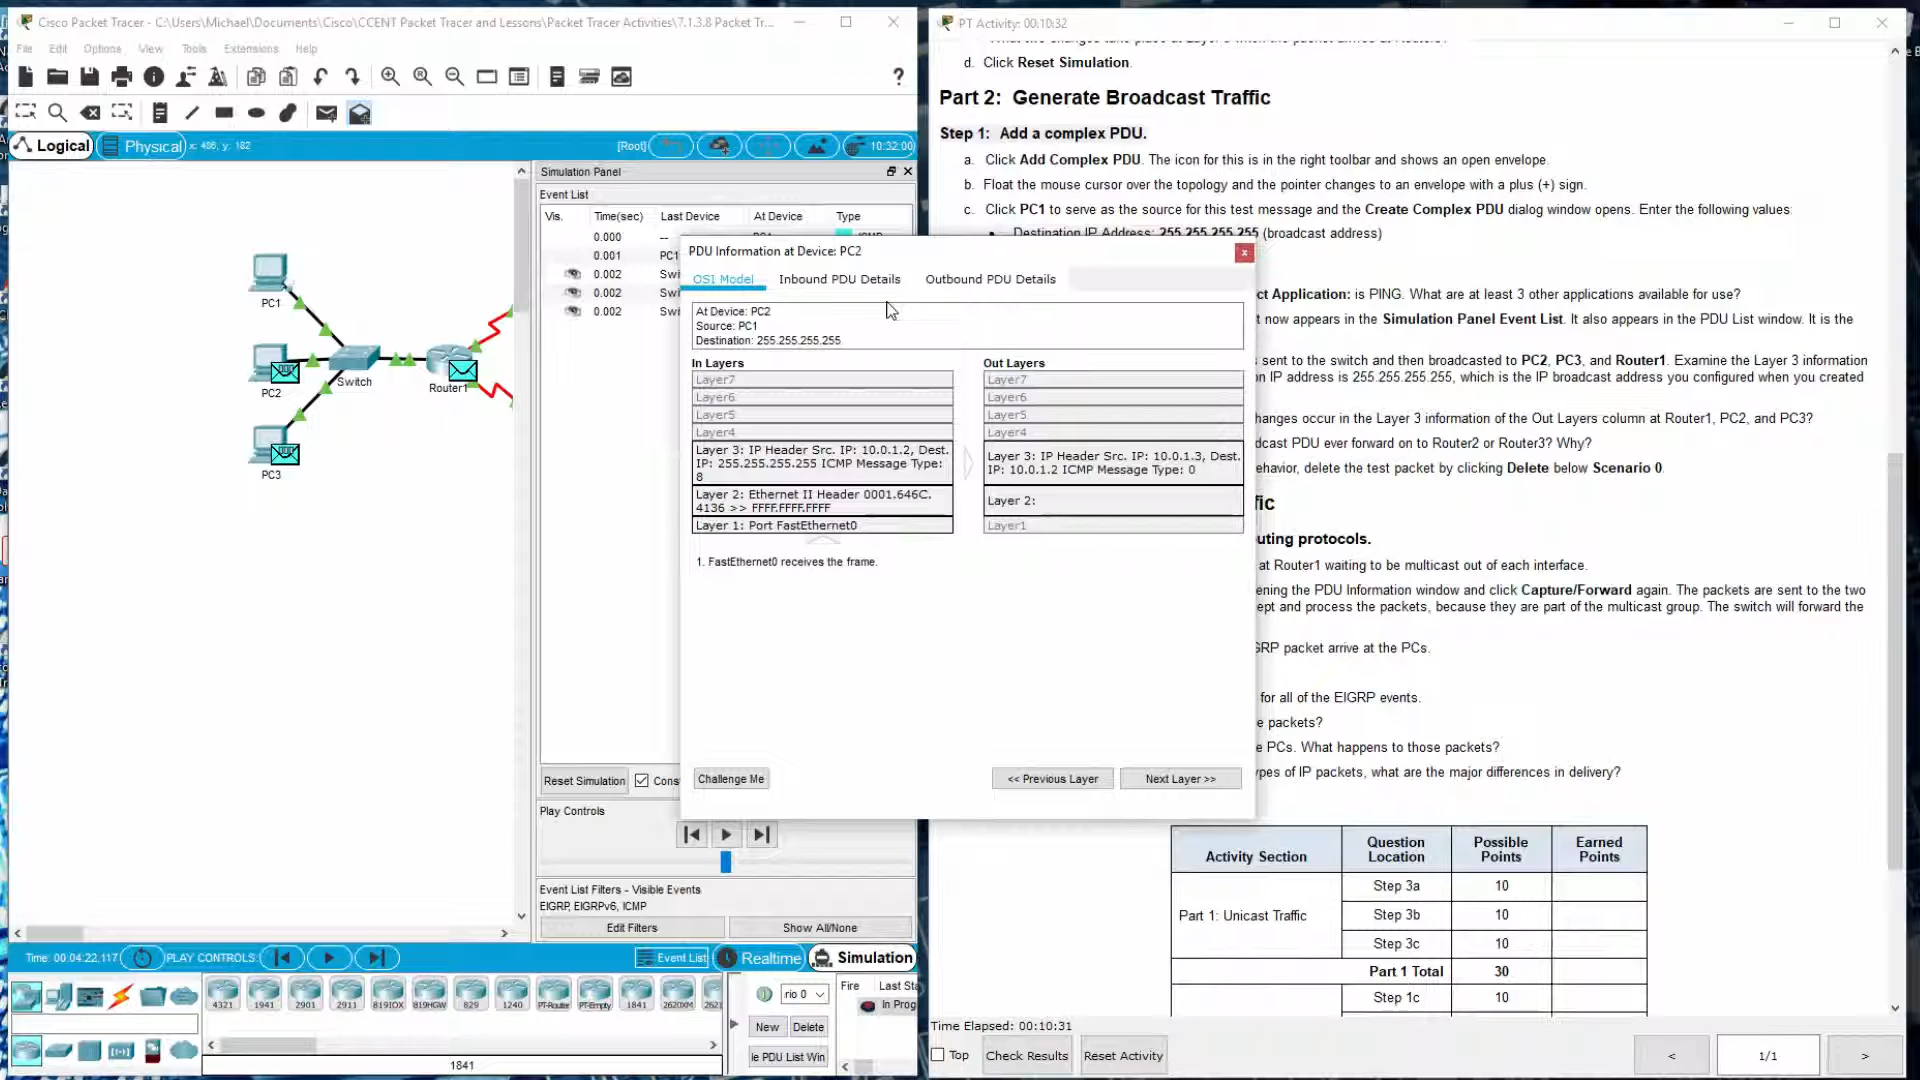 Cisco Packet Tracer - C:\Users\Michael\Documents\Cisco\CCENT Packet Tracer and Lessons\Packet Tracer Activities\7.1.3.8 Packet Tr...
File Edit Options View Tools Extensions Help
?
Logical Physical x: 486, y: 182 [Root] 10:32:00
PC1
PC2
PC3
Switch
Router1
Simulation Panel
Event List
Vis. Time(sec) Last Device At Device Type
0.000 --
0.001 PC1
0.002 Swi
0.002 Swi
0.002 Swi
Reset Simulation Cons
Play Controls
Event List Filters - Visible Events
EIGRP, EIGRPv6, ICMP
Edit Filters Show All/None
Time: 00:04:22.117 PLAY CONTROLS: Event List Realtime Simulation
4321 1941 2901 2911 819IOX 819HGW 829 1240 PT-Router PT-Empty 1841 2620XM 2621
1841
rio 0
New Delete
le PDU List Win
Fire Last Sta
In Prog
PDU Information at Device: PC2
OSI Model Inbound PDU Details Outbound PDU Details
At Device: PC2
Source: PC1
Destination: 255.255.255.255
In Layers
Layer7
Layer6
Layer5
Layer4
Layer 3: IP Header Src. IP: 10.0.1.2, Dest.
IP: 255.255.255.255 ICMP Message Type:
8
Layer 2: Ethernet II Header 0001.646C.
4136 >> FFFF.FFFF.FFFF
Layer 1: Port FastEthernet0
Out Layers
Layer7
Layer6
Layer5
Layer4
Layer 3: IP Header Src. IP: 10.0.1.3, Dest.
IP: 10.0.1.2 ICMP Message Type: 0
Layer 2:
Layer1
1. FastEthernet0 receives the frame.
Challenge Me << Previous Layer Next Layer >>
PT Activity: 00:10:32
d. Click Reset Simulation.
Part 2: Generate Broadcast Traffic
Step 1: Add a complex PDU.
a. Click Add Complex PDU. The icon for this is in the right toolbar and shows an open envelope.
b. Float the mouse cursor over the topology and the pointer changes to an envelope with a plus (+) sign.
c. Click PC1 to serve as the source for this test message and the Create Complex PDU dialog window opens. Enter the following values:
Destination IP Address: 255.255.255.255 (broadcast address)
ct Application: is PING. What are at least 3 other applications available for use?
t now appears in the Simulation Panel Event List. It also appears in the PDU List window. It is the
sent to the switch and then broadcasted to PC2, PC3, and Router1. Examine the Layer 3 information
n IP address is 255.255.255.255, which is the IP broadcast address you configured when you created
hanges occur in the Layer 3 information of the Out Layers column at Router1, PC2, and PC3?
dcast PDU ever forward on to Router2 or Router3? Why?
ehavior, delete the test packet by clicking Delete below Scenario 0.
fic
uting protocols.
at Router1 waiting to be multicast out of each interface.
ening the PDU Information window and click Capture/Forward again. The packets are sent to the two
ept and process the packets, because they are part of the multicast group. The switch will forward the
GRP packet arrive at the PCs.
for all of the EIGRP events.
e packets?
e PCs. What happens to those packets?
ypes of IP packets, what are the major differences in delivery?
Activity Section Question Location Possible Points Earned Points
Part 1: Unicast Traffic
Step 3a 10
Step 3b 10
Step 3c 10
Part 1 Total 30
Step 1c 10
Time Elapsed: 00:10:31
Top Check Results Reset Activity < 1/1 >